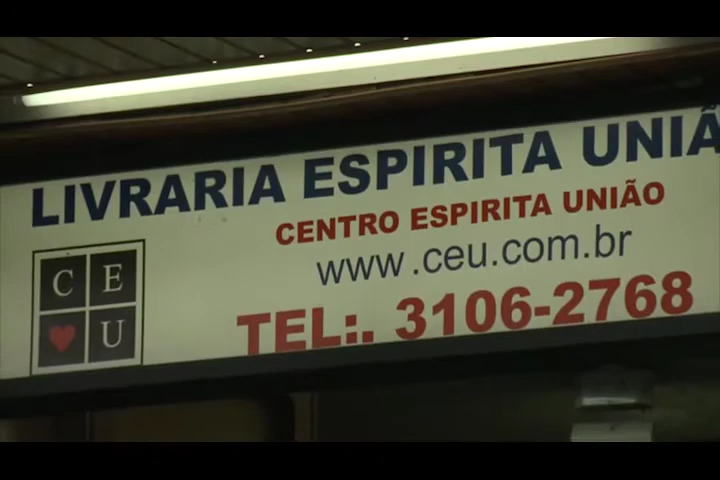 LIVRARIA ESPIRITA UNIÃ
CENTRO ESPIRITA UNIÃO
www.ceu.com.br
TEL:. 3106-2768
C E
U